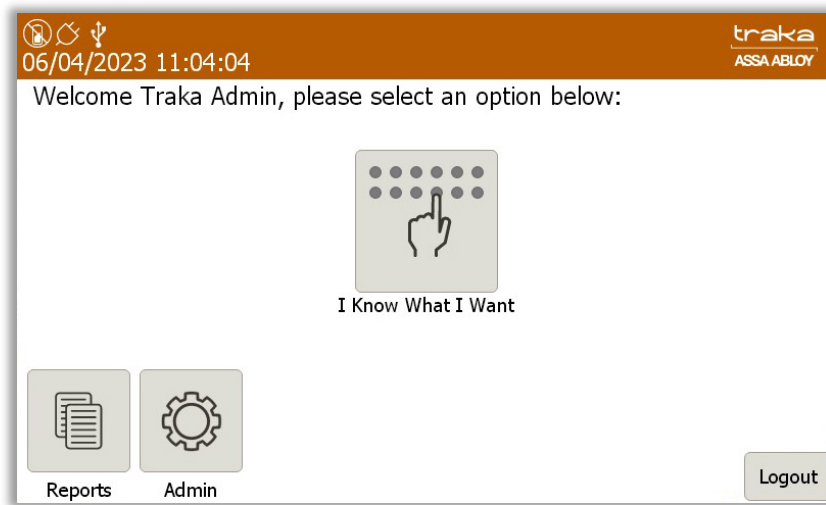 traka
06/04/2023 11:04:04
ASSA ABLOY
Welcome Traka Admin, please select an option below:
I Know What I Want
Reports
Admin
Logout